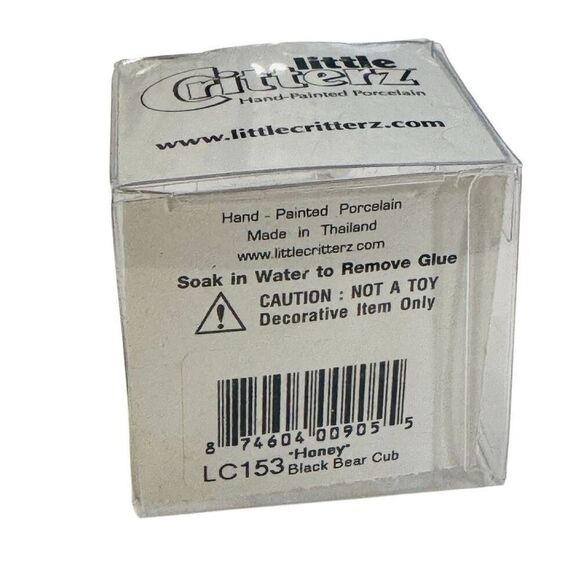 little
Critterz
Hand-Painted Porcelain
www.littlecritterz.com
Hand - Painted Porcelain
Made in Thailand
www.littlecritterz.com
Soak in Water to Remove Glue
CAUTION : NOT A TOY
Decorative Item Only
8 74604 00905 5
"Honey"
LC153 Black Bear Cub